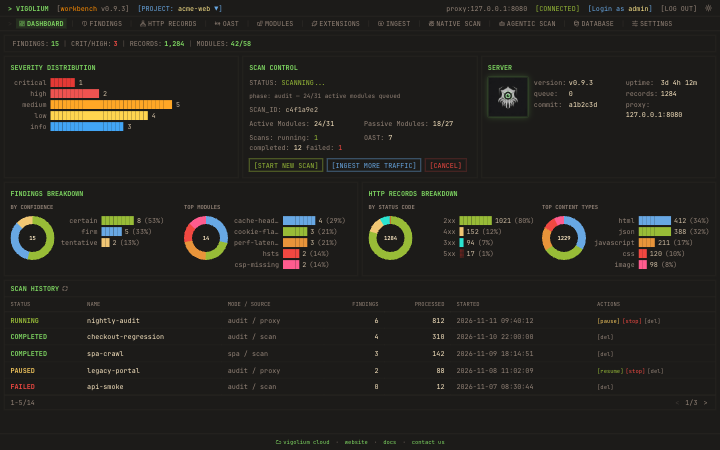 > VIGOLIUM [workbench v0.9.3] [PROJECT: acme-web ▼] proxy:127.0.0.1:8080 [CONNECTED] [Login as admin] [LOG OUT]
DASHBOARD FINDINGS HTTP RECORDS OAST MODULES EXTENSIONS INGEST NATIVE SCAN AGENTIC SCAN DATABASE SETTINGS
FINDINGS: 15 | CRIT/HIGH: 3 | RECORDS: 1,284 | MODULES: 42/58
SEVERITY DISTRIBUTION
critical 1
high 2
medium 5
low 4
info 3
SCAN CONTROL
STATUS: SCANNING...
phase: audit — 24/31 active modules queued
SCAN_ID: c4f1a9e2
Active Modules: 24/31 Passive Modules: 18/27
Scans: running: 1 OAST: 7
completed: 12 failed: 1
[START NEW SCAN] [INGEST MORE TRAFFIC] [CANCEL]
SERVER
version: v0.9.3 uptime: 3d 4h 12m
queue: 0 records: 1284
commit: a1b2c3d proxy:
127.0.0.1:8080
FINDINGS BREAKDOWN
BY CONFIDENCE
15
certain 8 (53%)
firm 5 (33%)
tentative 2 (13%)
TOP MODULES
14
cache-head… 4 (29%)
cookie-fla… 3 (21%)
perf-laten… 3 (21%)
hsts 2 (14%)
csp-missing 2 (14%)
HTTP RECORDS BREAKDOWN
BY STATUS CODE
1284
2xx 1021 (80%)
4xx 152 (12%)
3xx 94 (7%)
5xx 17 (1%)
TOP CONTENT TYPES
1229
html 412 (34%)
json 388 (32%)
javascript 211 (17%)
css 120 (10%)
image 98 (8%)
SCAN HISTORY
STATUS NAME MODE / SOURCE FINDINGS PROCESSED STARTED ACTIONS
RUNNING nightly-audit audit / proxy 6 812 2026-11-11 09:40:12 [pause] [stop] [del]
COMPLETED checkout-regression audit / scan 4 310 2026-11-10 22:00:08 [del]
COMPLETED spa-crawl spa / scan 3 142 2026-11-09 18:14:51 [del]
PAUSED legacy-portal audit / proxy 2 88 2026-11-08 11:02:09 [resume] [stop] [del]
FAILED api-smoke audit / scan 0 12 2026-11-07 08:30:44 [del]
1-5/14 ‹ 1/3 >
vigolium cloud · website · docs · contact us